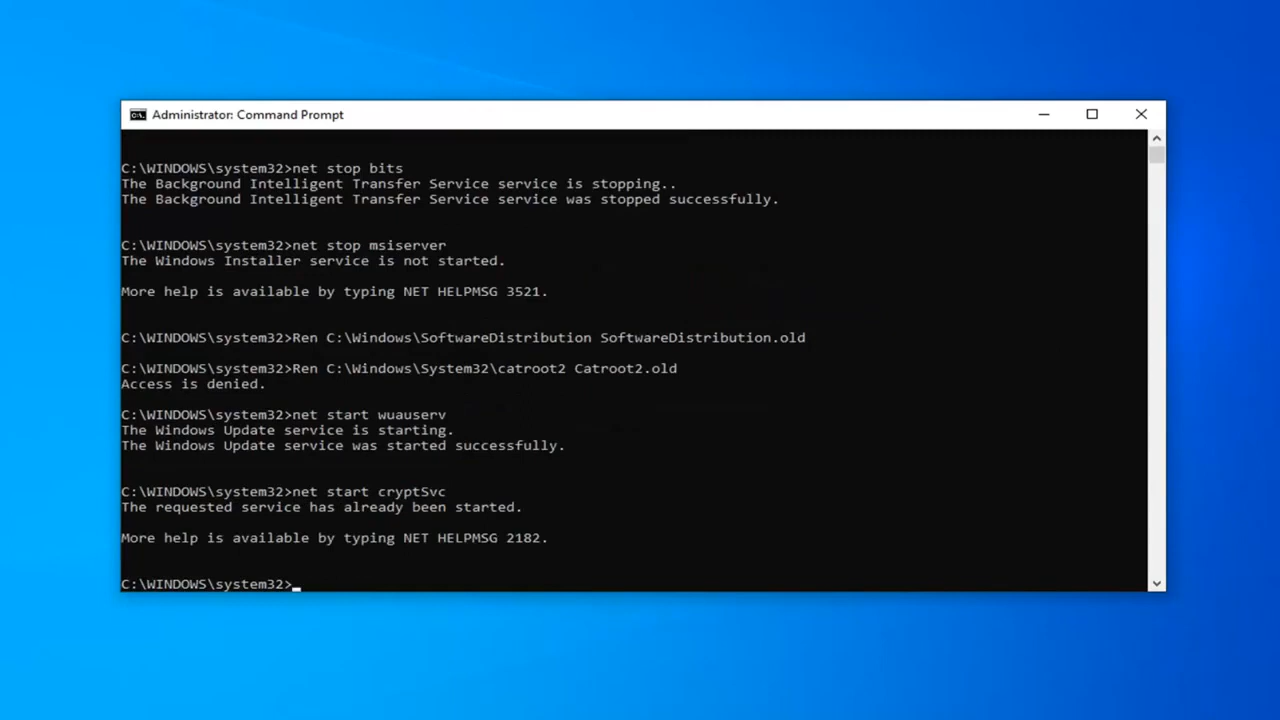 Administrator: Command Prompt
C:\WINDOWS\system32>net stop bits
The Background Intelligent Transfer Service service is stopping..
The Background Intelligent Transfer Service service was stopped successfully.
C:\WINDOWS\system32>net stop msiserver
The Windows Installer service is not started.
More help is available by typing NET HELPMSG 3521.
C:\WINDOWS\system32>Ren C:\Windows\SoftwareDistribution SoftwareDistribution.old
C:\WINDOWS\system32>Ren C:\Windows\System32\catroot2 Catroot2.old
Access is denied.
C:\WINDOWS\system32>net start wuauserv
The Windows Update service is starting.
The Windows Update service was started successfully.
C:\WINDOWS\system32>net start cryptSvc
The requested service has already been started.
More help is available by typing NET HELPMSG 2182.
C:\WINDOWS\system32>